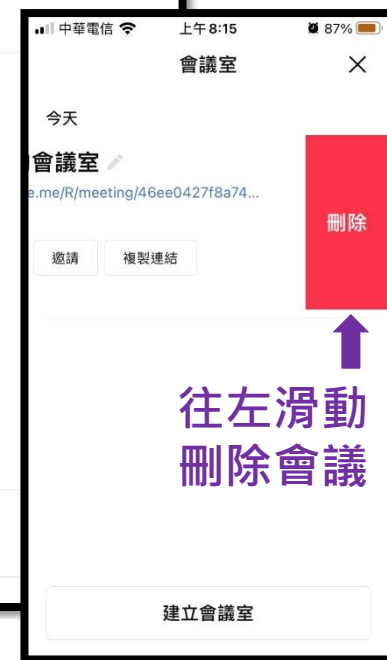 中華電信 上午8:15 87%
會議室
今天
會議室
e.me/R/meeting/46ee0427f8a74...
刪除
邀請 複製連結
往左滑動
刪除會議
建立會議室